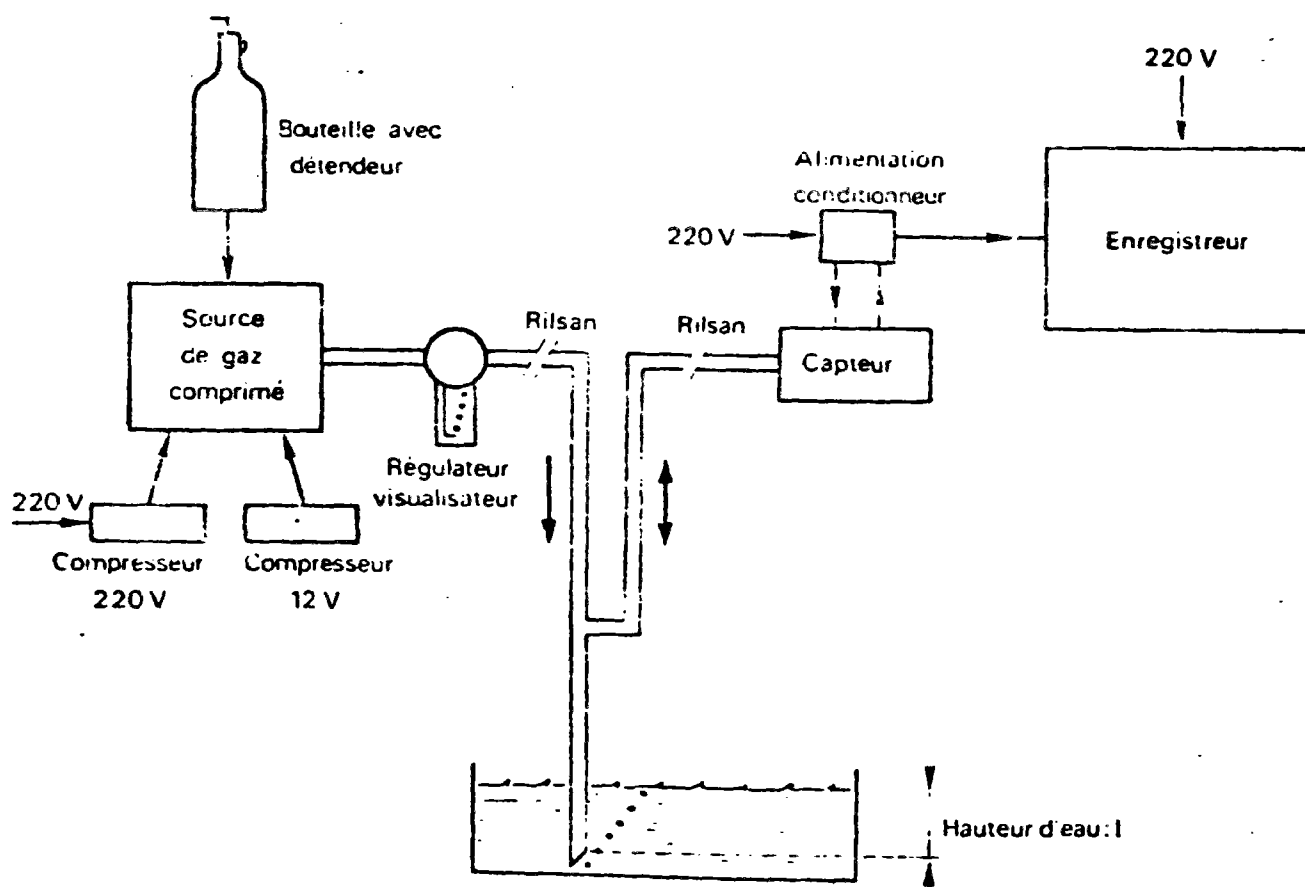 Bouteille avec
détendeur
220 V
Alimentation
conditionneur
220 V
Enregistreur
Source
de gaz
comprimé
Rilsan
Rilsan
Capteur
Régulateur
visualisateur
220 V
Compresseur
220 V
Compresseur
12 V
Hauteur d'eau : l